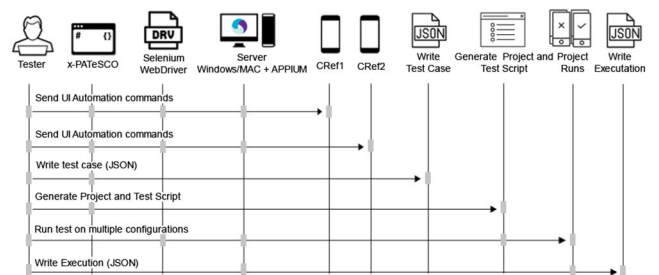 # {}
DRV
JSON
JSON
Tester
x-PATeSCO
Selenium
WebDriver
Server
Windows/MAC + APPIUM
CRef1
CRef2
Write
Test Case
Generate Project and
Test Script
Project
Runs
Write
Executation
Send UI Automation commands
Send UI Automation commands
Write test case (JSON)
Generate Project and Test Script
Run test on multiple configurations
Write Execution (JSON)